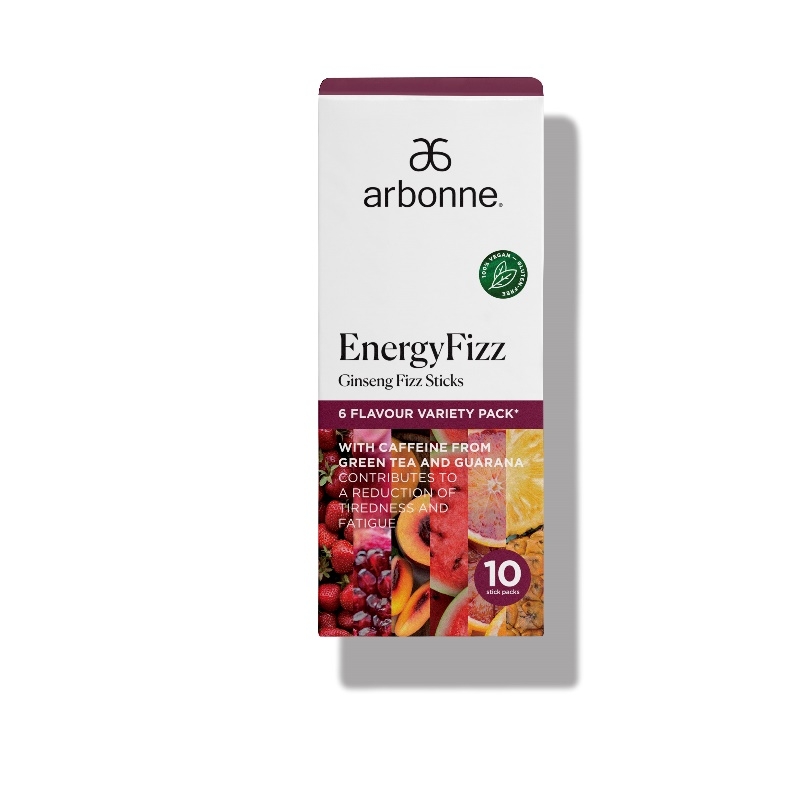 arbonne®
100% VEGAN – GLUTEN-FREE
EnergyFizz
Ginseng Fizz Sticks
6 FLAVOUR VARIETY PACK*
WITH CAFFEINE FROM
GREEN TEA AND GUARANA
CONTRIBUTES TO
A REDUCTION OF
TIREDNESS AND
FATIGUE
10
stick packs